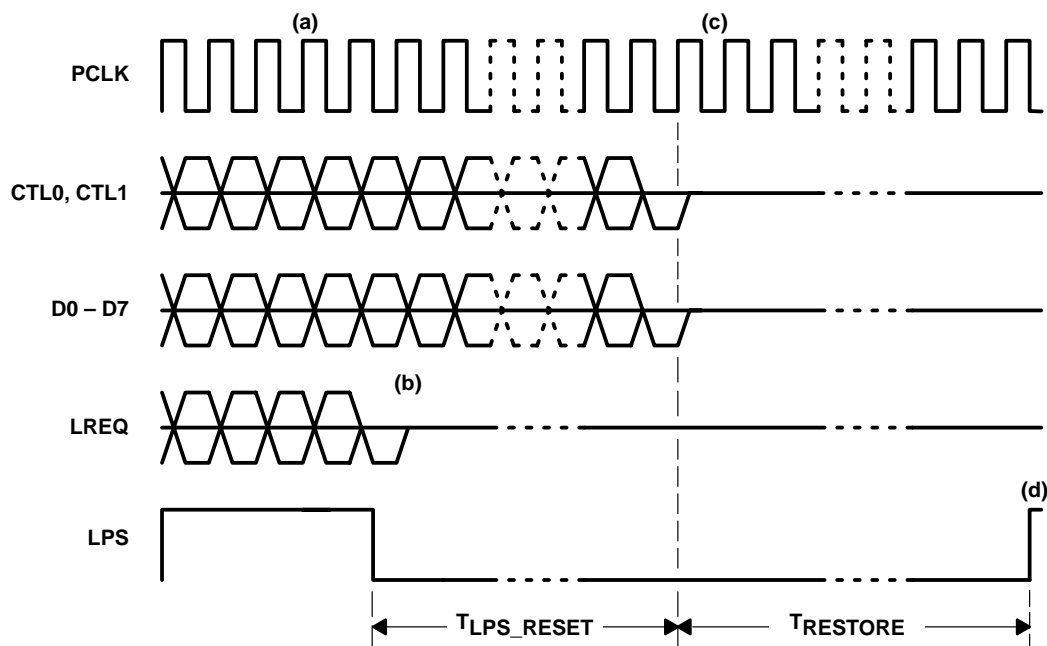 (a)
(c)
PCLK
CTL0, CTL1
D0 – D7
(b)
LREQ
(d)
LPS
TLPS_RESET
TRESTORE